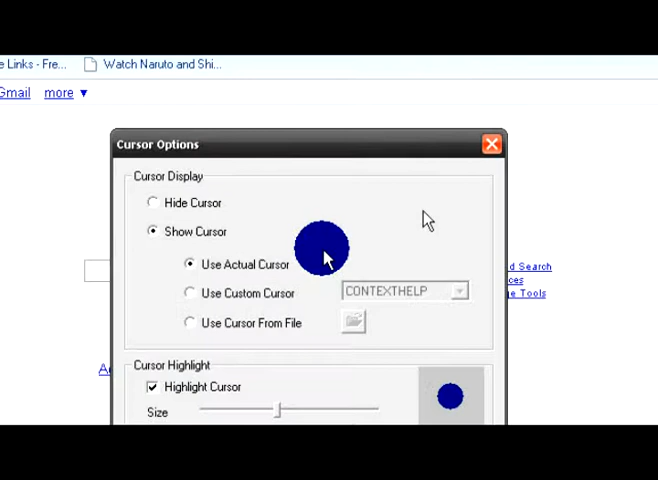 e Links - Fre... Watch Naruto and Shi...
Gmail more ▼
Cursor Options
Cursor Display
Hide Cursor
Show Cursor
Use Actual Cursor
d Search
Use Custom Cursor CONTEXTHELP
ces
ge Tools
Use Cursor From File
Cursor Highlight
Highlight Cursor
Size